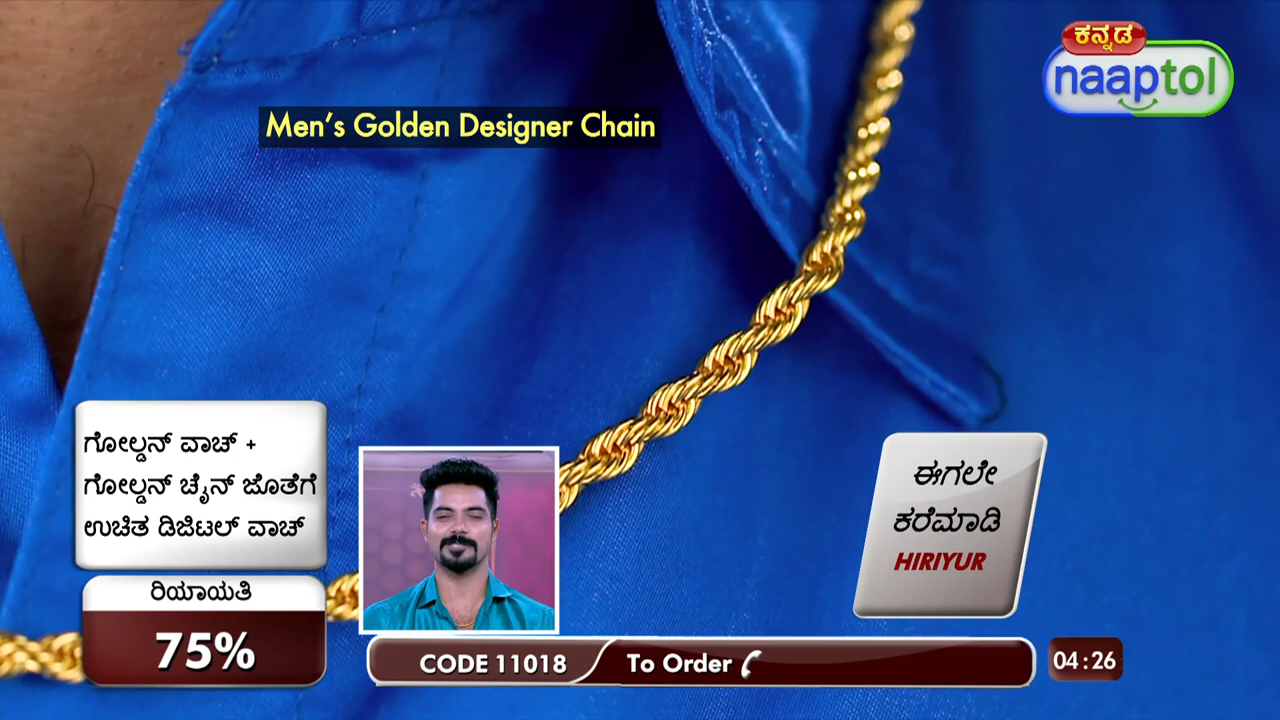 ಕನ್ನಡ
naaptol
Men's Golden Designer Chain
ಗೋಲ್ಡನ್ ವಾಚ್ +
ಗೋಲ್ಡನ್ ಚೈನ್ ಜೊತೆಗೆ
ಉಚಿತ ಡಿಜಿಟಲ್ ವಾಚ್
ರಿಯಾಯತಿ
75%
ಈಗಲೇ
ಕರೆಮಾಡಿ
HIRIYUR
CODE 11018 To Order
04:26